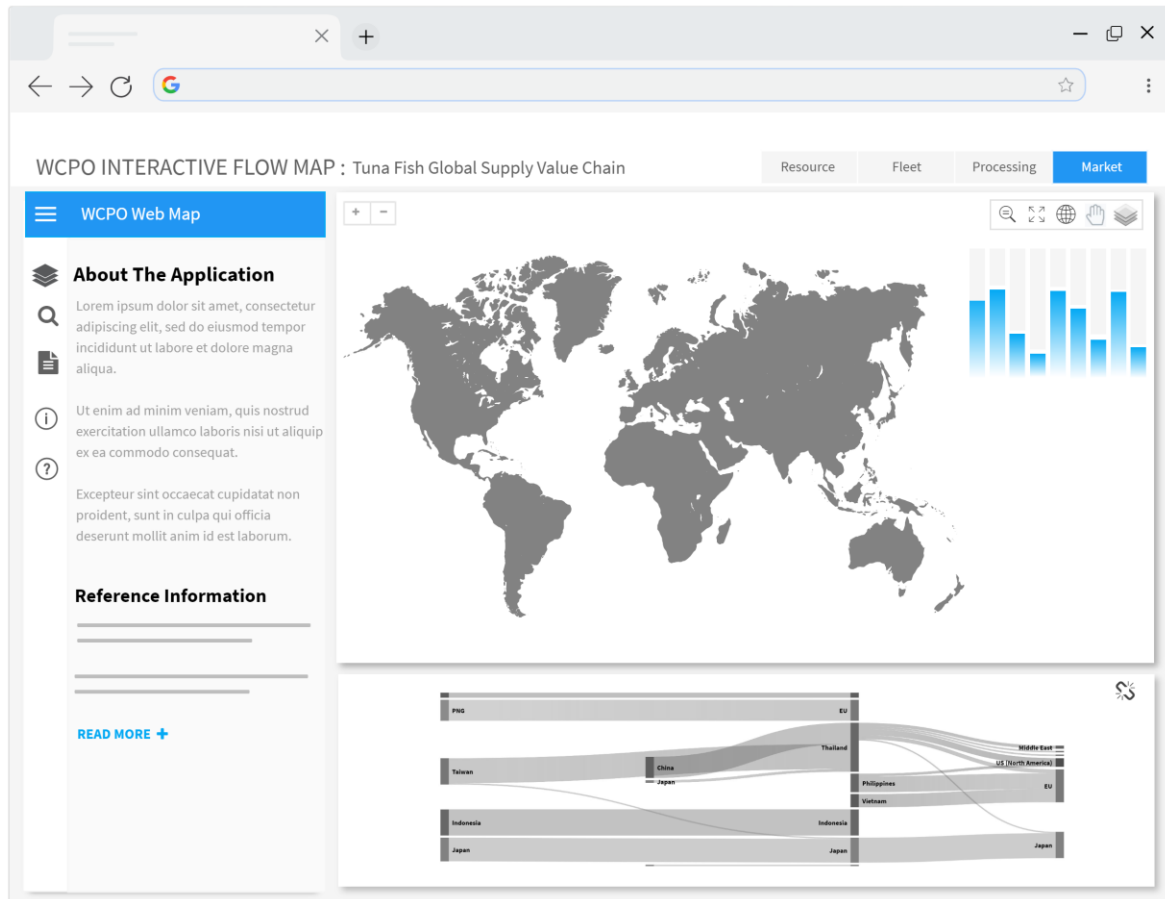 WCPO INTERACTIVE FLOW MAP : Tuna Fish Global Supply Value Chain
Resource
Fleet
Processing
Market
WCPO Web Map
About The Application
Lorem ipsum dolor sit amet, consectetur
adipiscing elit, sed do eiusmod tempor
incididunt ut labore et dolore magna
aliqua.
Ut enim ad minim veniam, quis nostrud
exercitation ullamco laboris nisi ut aliquip
ex ea commodo consequat.
Excepteur sint occaecat cupidatat non
proident, sunt in culpa qui officia
deserunt mollit anim id est laborum.
Reference Information
READ MORE +
PNG
EU
Thailand
Middle East
US (North America)
Taiwan
China
Japan
Philippines
EU
Vietnam
Indonesia
Indonesia
Japan
Japan
Japan